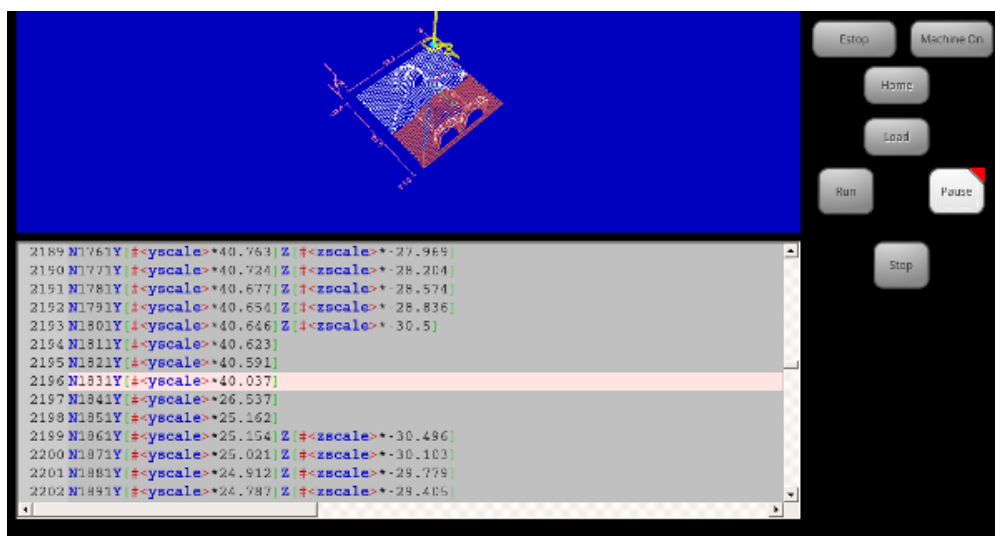 Estop
Machine On
Home
Load
Run
Pause
Stop
2189 N1761Y[#<yscale>*40.763]Z[#<zscale>*-27.969]
2190 N1771Y[#<yscale>*40.724]Z[#<zscale>*-28.204]
2191 N1781Y[#<yscale>*40.677]Z[#<zscale>*-28.574]
2192 N1791Y[#<yscale>*40.654]Z[#<zscale>*-28.836]
2193 N1801Y[#<yscale>*40.646]Z[#<zscale>*-30.5]
2194 N1811Y[#<yscale>*40.623]
2195 N1821Y[#<yscale>*40.591]
2196 N1831Y[#<yscale>*40.037]
2197 N1841Y[#<yscale>*26.537]
2198 N1851Y[#<yscale>*25.162]
2199 N1861Y[#<yscale>*25.154]Z[#<zscale>*-30.496]
2200 N1871Y[#<yscale>*25.021]Z[#<zscale>*-30.103]
2201 N1881Y[#<yscale>*24.912]Z[#<zscale>*-29.779]
2202 N1891Y[#<yscale>*24.787]Z[#<zscale>*-29.405]